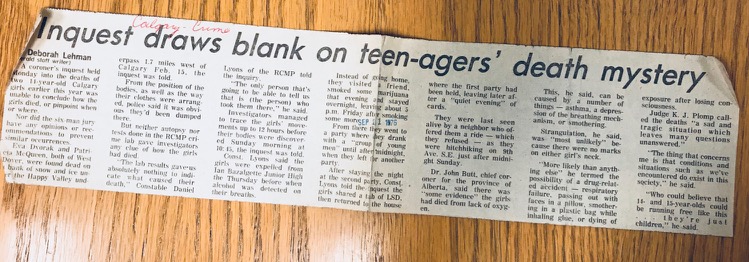 Calgary - Crime
Inquest draws blank on teen-agers' death mystery
Deborah Lehman
start writer)
A coroner's inquest held
Monday into the deaths of
two 14-year-old Calgary
girls earlier this year was
unable to conclude how the
girls died, or pinpoint when
or where.
Nor did the six-man jury
have any opinions or rec-
ommendations to prevent
similar occurrences.
Eva Dvorak and Patri-
McQueen, both of West
Dover, were found dead on
bank of snow and ice un-
the Happy Valley
erpass 1.7 miles west of
Calgary Feb. 15, the
inquest was told.
From the position of the
bodies, as well as the way
their clothes were arrang-
ed, police said it was obvi-
ous they'd been dumped
there.
But neither autopsy nor
tests done in the RCMP cri-
me lab gave investigators
any clue of how the girls
had died.
"The lab results gave us
absolutely nothing to indi-
cate what caused their
death," Constable Daniel
Lyons of the RCMP told
the inquiry.
"The only person that's
going to be able to tell us
that is the (person) who
took them there," he said.
Investigators managed
to trace the girls' move-
ments up to 12 hours before
their bodies were discover-
ed Sunday morning at
10:45, the inquest was told.
Const. Lyons said the
girls were expelled from
Ian Bazalgette Junior High
the Thursday before when
alcohol was detected on
their breaths.
Instead of going home,
they visited a friend,
smoked some marijuana
that evening and stayed
overnight, leaving about 5
p.m. Friday after smoking
some more
SEP 23 1976
From there they went to
a party where they drank
with a "group of young
men" until after midnight,
when they left for another
party.
After staying the night
at the second party, Const.
Lyons told the inquest the
girls shared a tab of LSD,
then returned to the house
where the first party had
been held, leaving later af-
ter a "quiet evening" of
cards.
They were last seen
alive by a neighbor who of-
fered them a ride — which
they refused — as they
were hitchhiking on 9th
Ave. S.E. just after mid-
night Sunday.
Dr. John Butt, chief cor-
oner for the province of
Alberta, said there was
"some evidence" the girls
had died from lack of oxyg-
en.
This, he said, can be
caused by a number of
things — asthma, a depres-
sion of the breathing mech-
anism, or smothering.
Strangulation, he said,
was "most unlikely" be-
cause there were no marks
on either girl's neck.
"More likely than anyth-
ing else" he termed the
possibility of a drug-relat-
ed accident — respiratory
failure, passing out with
faces in a pillow, smother-
ing in a plastic bag while
inhaling glue, or dying of
exposure after losing con-
sciousness.
Judge K. J. Plomp call-
ed the deaths "a sad and
tragic situation which
leaves many questions
unanswered."
"The thing that concerns
me is that conditions and
situations such as we've
encountered do exist in this
society," he said.
"Who could believe that
14- and 15-year-olds could
be running free like this
. . . they're just
children," he said.